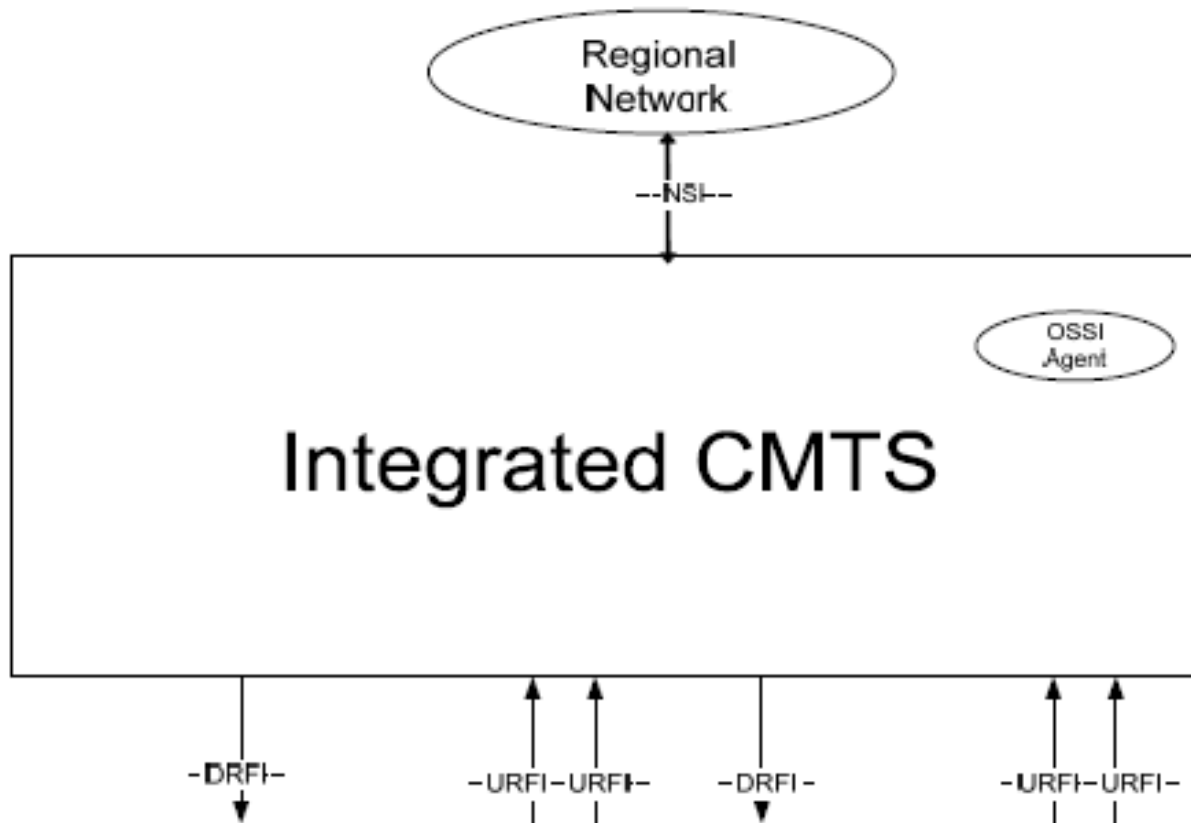 Regional
Network
--NSI--
OSSI
Agent
Integrated CMTS
-DRFI-
-URFI-
-URFI-
-DRFI-
-URFI-
-URFI-